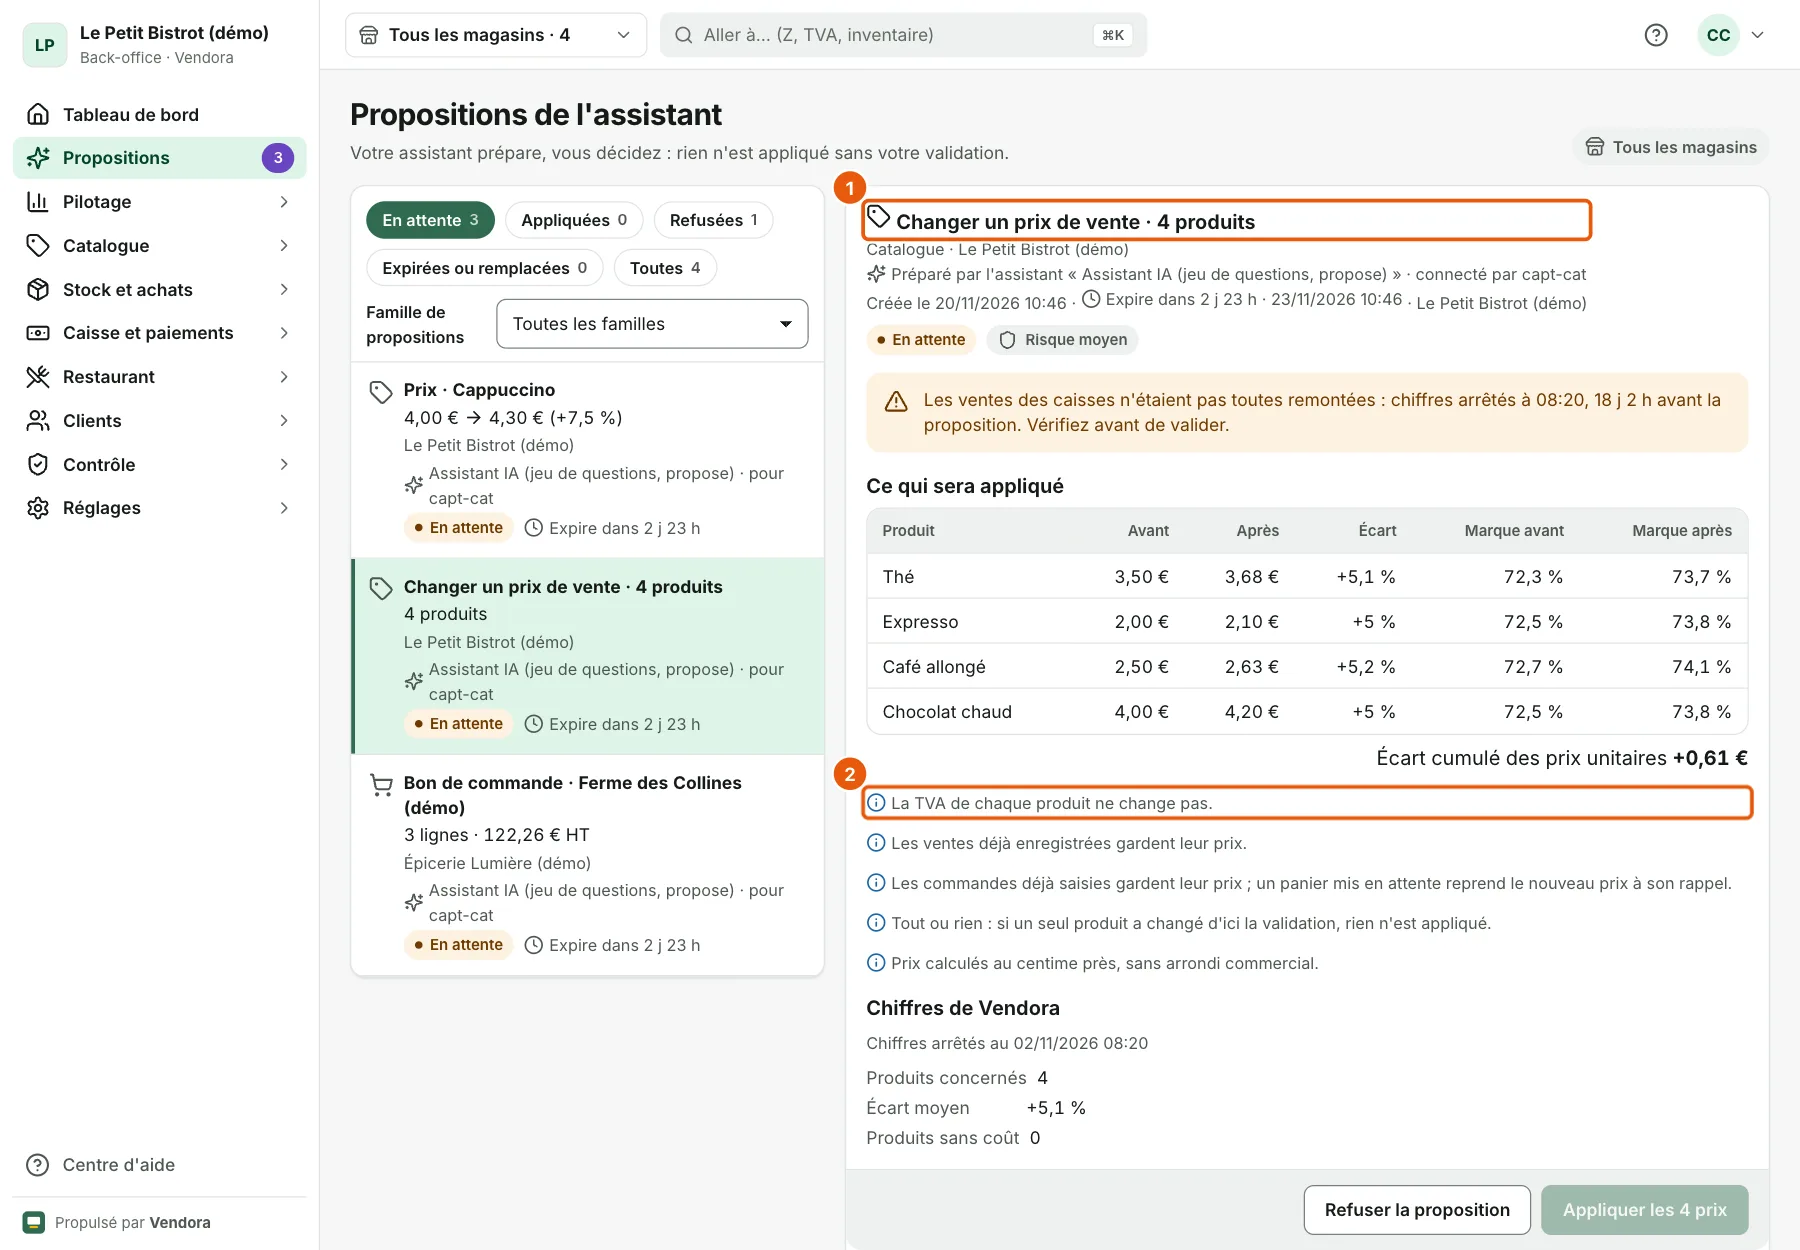 LP
Le Petit Bistrot (démo)
Back-office · Vendora
Tous les magasins · 4
Aller à... (Z, TVA, inventaire)
⌘K
CC
Tableau de bord
Propositions
3
Pilotage
Catalogue
Stock et achats
Caisse et paiements
Restaurant
Clients
Contrôle
Réglages
Centre d'aide
Propulsé par Vendora
Propositions de l'assistant
Votre assistant prépare, vous décidez : rien n'est appliqué sans votre validation.
Tous les magasins
En attente 3
Appliquées 0
Refusées 1
Expirées ou remplacées 0
Toutes 4
Famille de
propositions
Toutes les familles
Prix · Cappuccino
4,00 € → 4,30 € (+7,5 %)
Le Petit Bistrot (démo)
Assistant IA (jeu de questions, propose) · pour
capt-cat
En attente
Expire dans 2 j 23 h
Changer un prix de vente · 4 produits
4 produits
Le Petit Bistrot (démo)
Assistant IA (jeu de questions, propose) · pour
capt-cat
En attente
Expire dans 2 j 23 h
Bon de commande · Ferme des Collines
(démo)
3 lignes · 122,26 € HT
Épicerie Lumière (démo)
Assistant IA (jeu de questions, propose) · pour
capt-cat
En attente
Expire dans 2 j 23 h
1
Changer un prix de vente · 4 produits
Catalogue · Le Petit Bistrot (démo)
Préparé par l'assistant « Assistant IA (jeu de questions, propose) » · connecté par capt-cat
Créée le 20/11/2026 10:46 · Expire dans 2 j 23 h · 23/11/2026 10:46 · Le Petit Bistrot (démo)
En attente
Risque moyen
Les ventes des caisses n'étaient pas toutes remontées : chiffres arrêtés à 08:20, 18 j 2 h avant la
proposition. Vérifiez avant de valider.
Ce qui sera appliqué
Produit Avant Après Écart Marque avant Marque après
Thé 3,50 € 3,68 € +5,1 % 72,3 % 73,7 %
Expresso 2,00 € 2,10 € +5 % 72,5 % 73,8 %
Café allongé 2,50 € 2,63 € +5,2 % 72,7 % 74,1 %
Chocolat chaud 4,00 € 4,20 € +5 % 72,5 % 73,8 %
Écart cumulé des prix unitaires +0,61 €
2
La TVA de chaque produit ne change pas.
Les ventes déjà enregistrées gardent leur prix.
Les commandes déjà saisies gardent leur prix ; un panier mis en attente reprend le nouveau prix à son rappel.
Tout ou rien : si un seul produit a changé d'ici la validation, rien n'est appliqué.
Prix calculés au centime près, sans arrondi commercial.
Chiffres de Vendora
Chiffres arrêtés au 02/11/2026 08:20
Produits concernés 4
Écart moyen +5,1 %
Produits sans coût 0
Refuser la proposition
Appliquer les 4 prix